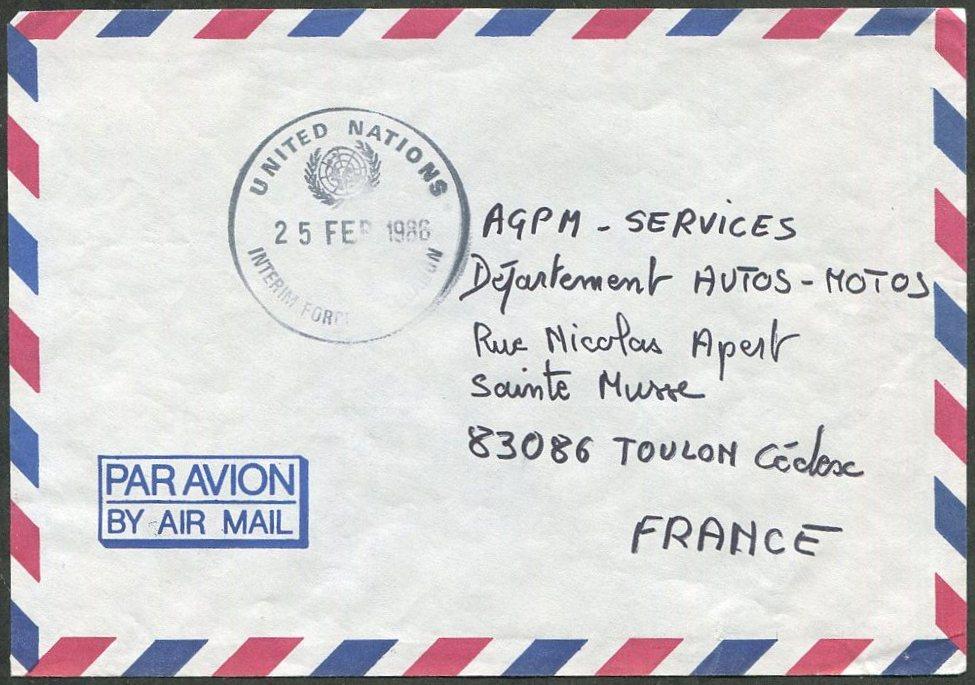 UNITED NATIONS
25 FEB 1986
INTERIM FORCE
AGPM - SERVICES
Département AUTOS - MOTOS
Rue Nicolas Apert
Sainte Musse
83086 TOULON Cédex
FRANCE
PAR AVION
BY AIR MAIL